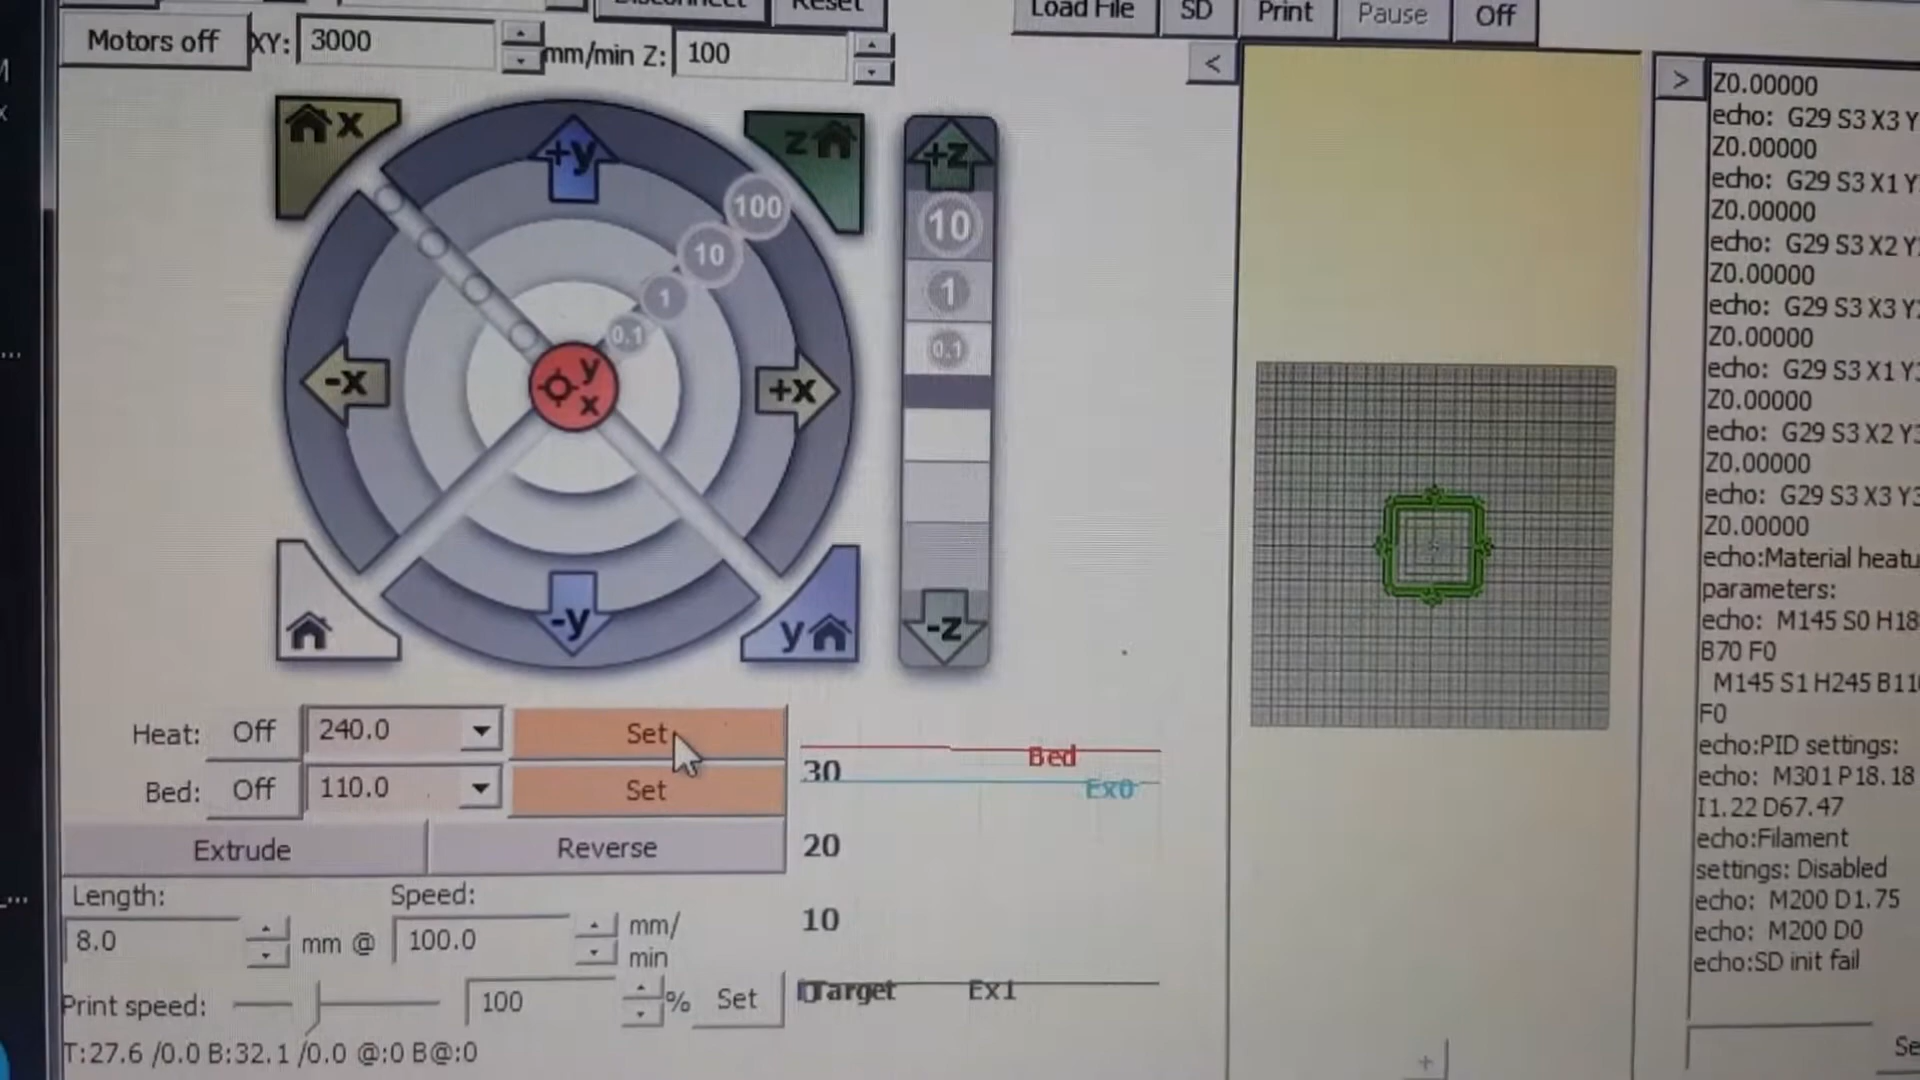 Disconnect
Reset
Load File
SD
Print
Pause
Off
Motors off
XY:
3000
mm/min Z:
100
<
>
x
+y
z
100
10
1
0.1
-x
y
x
+x
-y
y
+z
10
1
0.1
-z
Heat:
Off
240.0
Set
Bed:
Off
110.0
Set
Extrude
Reverse
Length:
Speed:
8.0
mm @
100.0
mm/
min
Print speed:
100
%
Set
T:27.6 /0.0 B:32.1 /0.0 @:0 B@:0
Bed
30
Ex0
20
10
Target
Ex1
+
Z0.00000
echo: G29 S3 X3 Y
Z0.00000
echo: G29 S3 X1 Y
Z0.00000
echo: G29 S3 X2 Y
Z0.00000
echo: G29 S3 X3 Y
Z0.00000
echo: G29 S3 X1 Y
Z0.00000
echo: G29 S3 X2 Y3
Z0.00000
echo: G29 S3 X3 Y3
Z0.00000
echo:Material heatu
parameters:
echo: M145 S0 H18
B70 F0
M145 S1 H245 B110
F0
echo:PID settings:
echo: M301 P18.18
I1.22 D67.47
echo:Filament
settings: Disabled
echo: M200 D1.75
echo: M200 D0
echo:SD init fail
Se